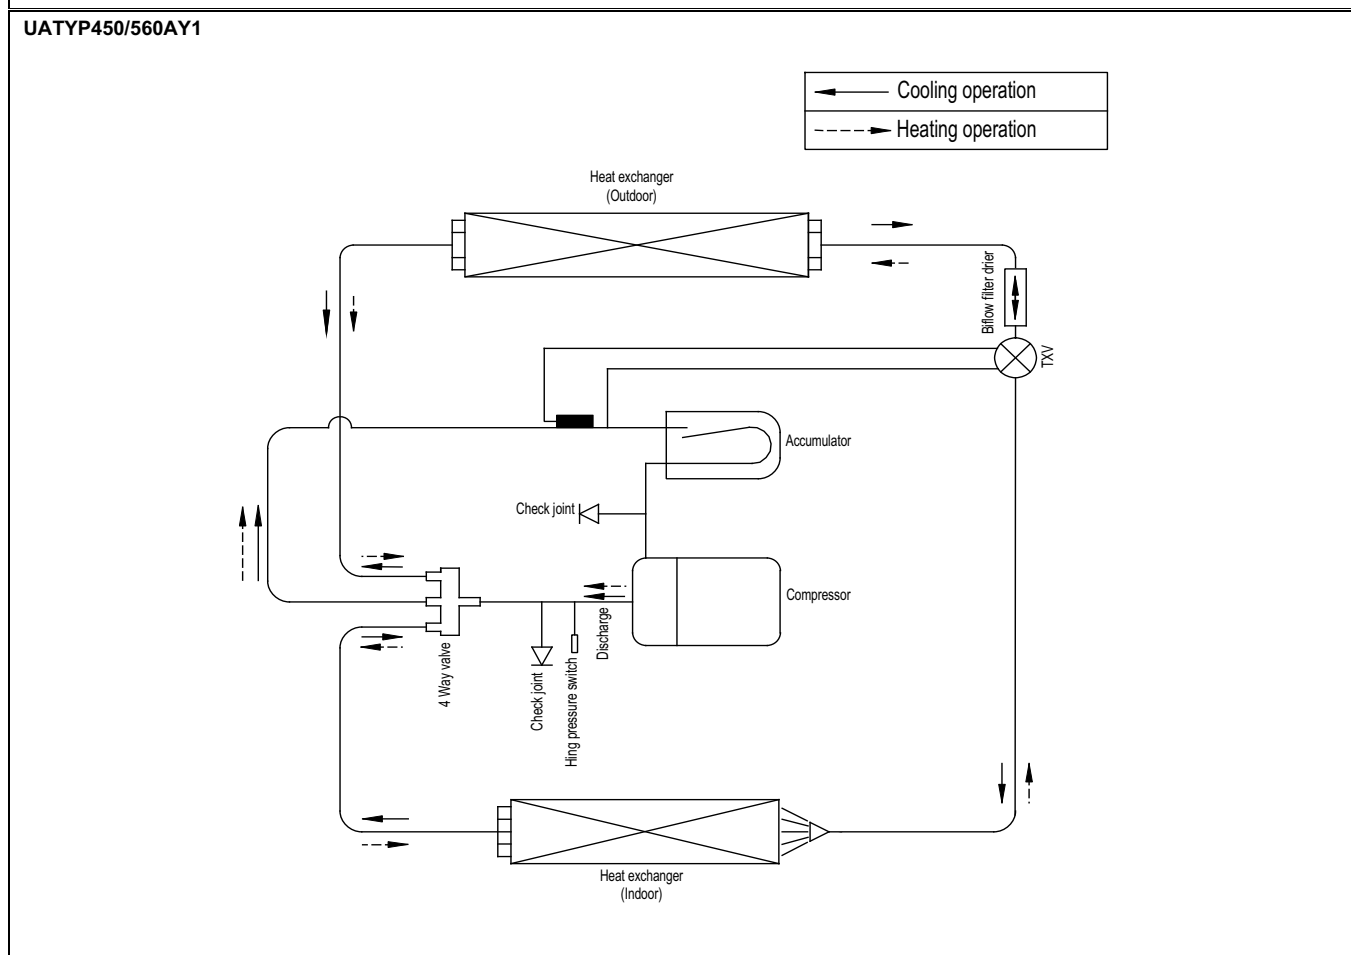 UATYP450/560AY1
Cooling operation
Heating operation
Heat exchanger
(Outdoor)
Biflow filter drier
TXV
Accumulator
Check joint
Compressor
Discharge
4 Way valve
Check joint
Hing pressure switch
Heat exchanger
(Indoor)